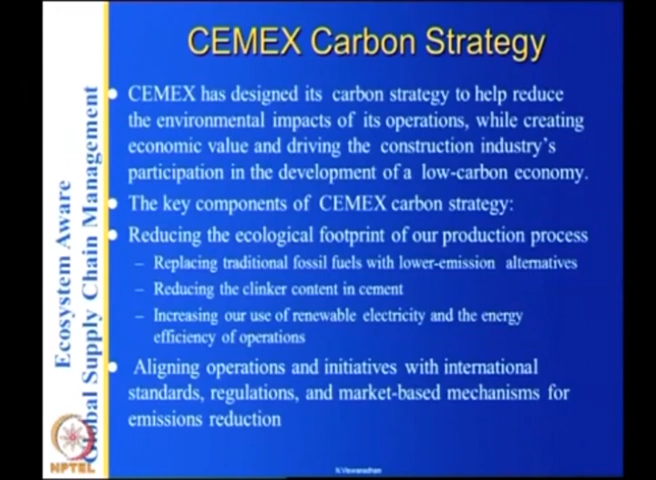 CEMEX Carbon Strategy
CEMEX has designed its carbon strategy to help reduce
the environmental impacts of its operations, while creating
economic value and driving the construction industry's
participation in the development of a low-carbon economy.
The key components of CEMEX carbon strategy:
Reducing the ecological footprint of our production process
– Replacing traditional fossil fuels with lower-emission alternatives
– Reducing the clinker content in cement
– Increasing our use of renewable electricity and the energy
efficiency of operations
Aligning operations and initiatives with international
standards, regulations, and market-based mechanisms for
emissions reduction
Ecosystem Aware
Global Supply Chain Management
NPTEL
N.Viswanadham